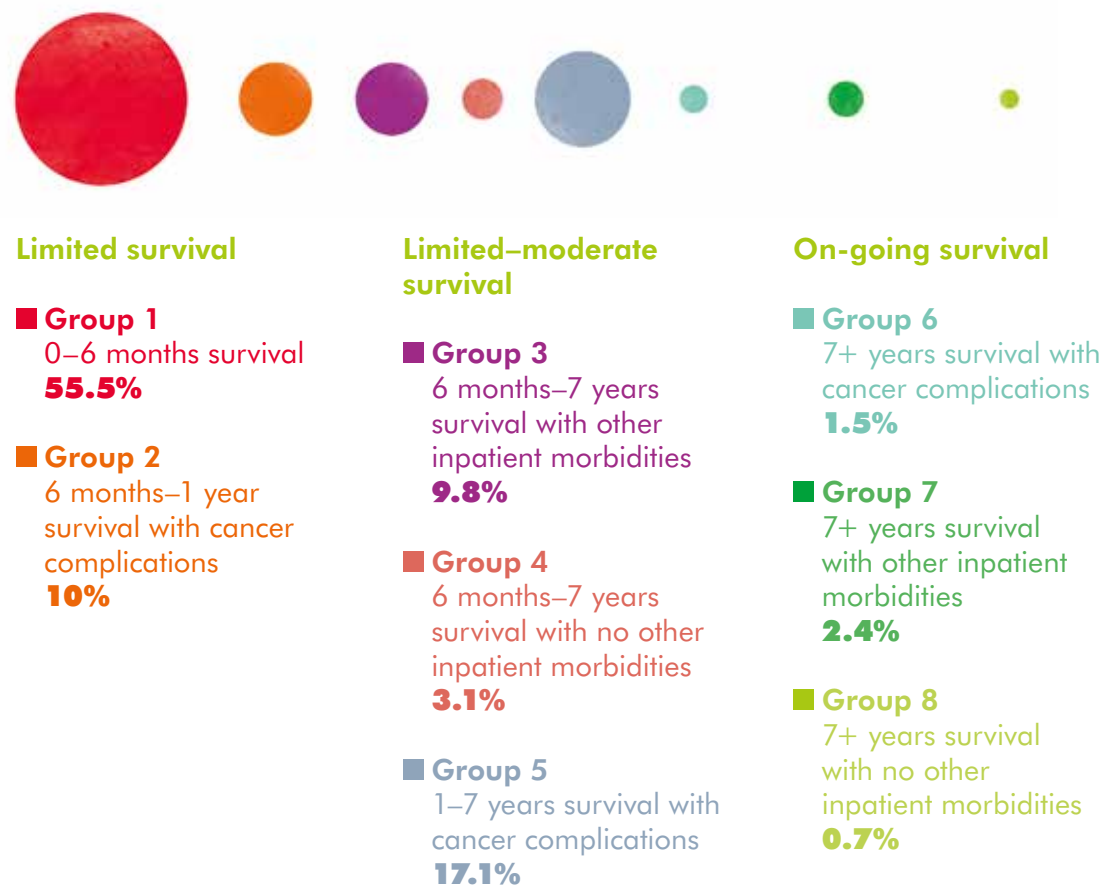 Limited survival
Group 1
0–6 months survival
55.5%
Group 2
6 months–1 year
survival with cancer
complications
10%
Limited–moderate
survival
Group 3
6 months–7 years
survival with other
inpatient morbidities
9.8%
Group 4
6 months–7 years
survival with no other
inpatient morbidities
3.1%
Group 5
1–7 years survival with
cancer complications
17.1%
On-going survival
Group 6
7+ years survival with
cancer complications
1.5%
Group 7
7+ years survival
with other inpatient
morbidities
2.4%
Group 8
7+ years survival
with no other
inpatient morbidities
0.7%